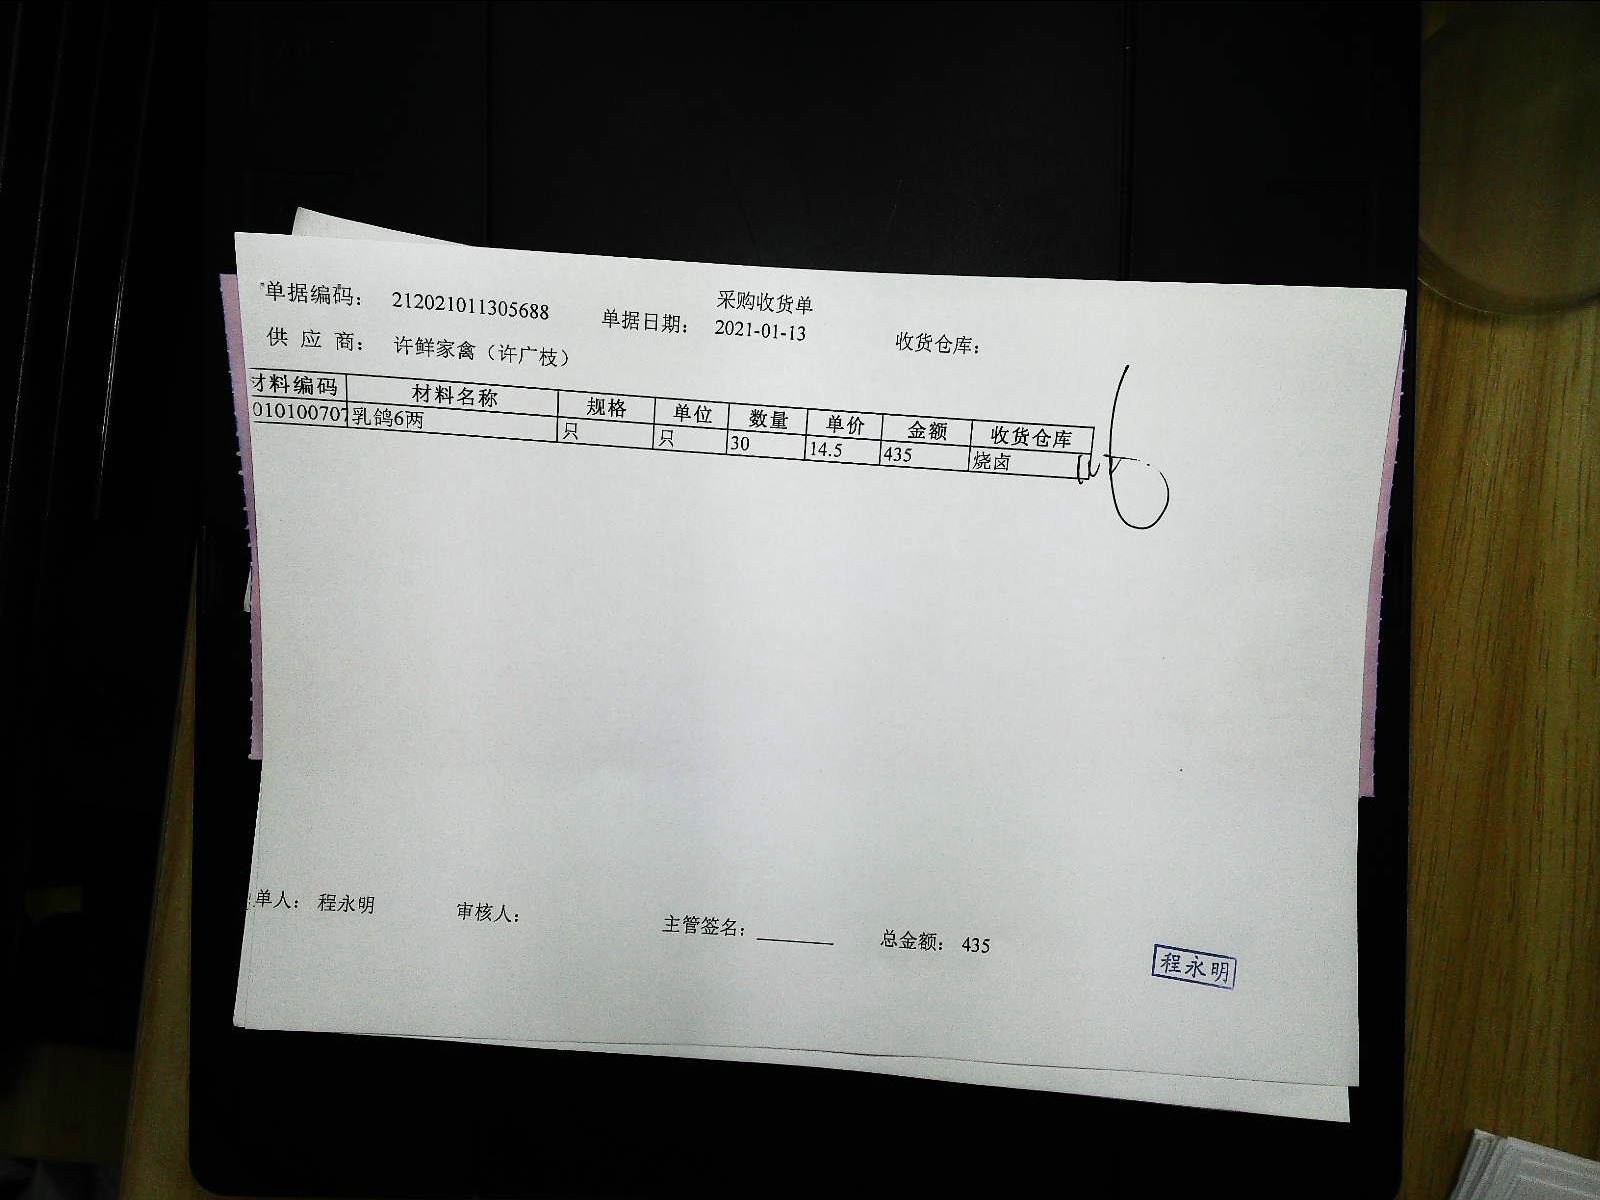 采购收货单
单据编码： 212021011305688 单据日期： 2021-01-13 收货仓库：
供 应 商： 许鲜家禽（许广枝）
材料编码 材料名称 规格 单位 数量 单价 金额 收货仓库
010100707 乳鸽6两 只 只 30 14.5 435 烧卤
单人： 程永明 审核人： 主管签名：________ 总金额： 435
程永明